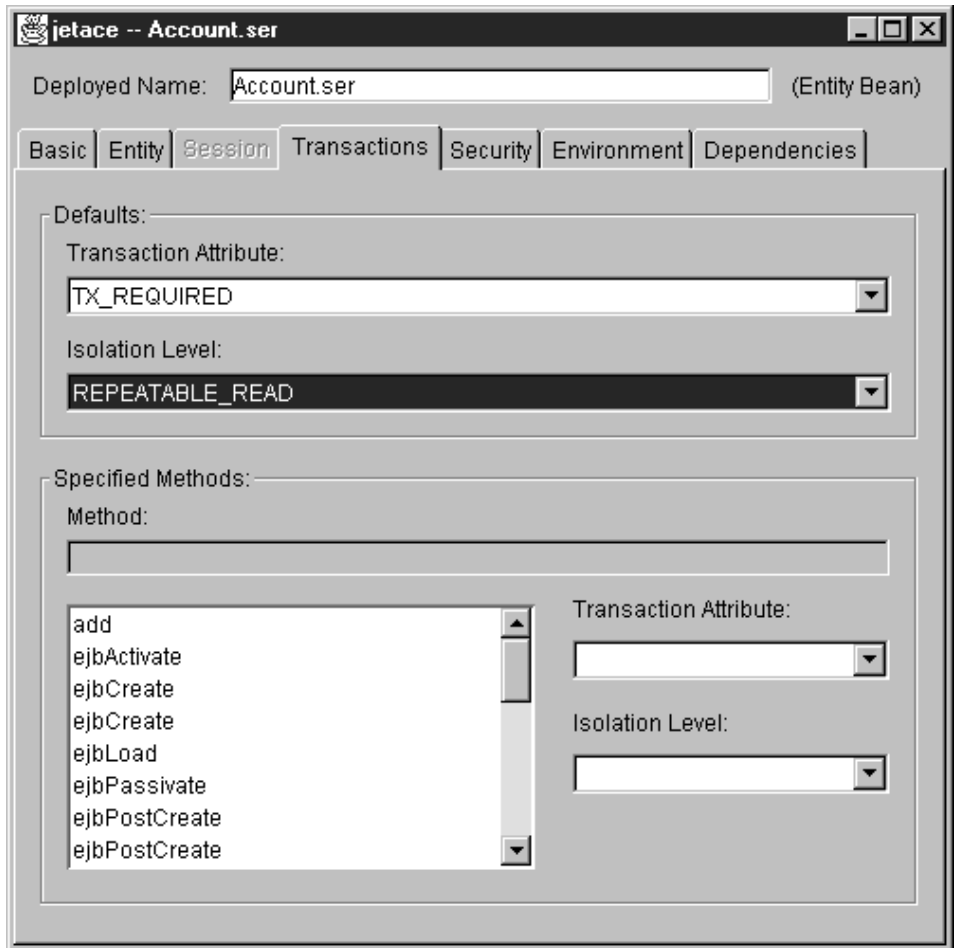 jetace -- Account.ser
Deployed Name: Account.ser (Entity Bean)
Basic Entity Session Transactions Security Environment Dependencies
Defaults:
Transaction Attribute:
TX_REQUIRED
Isolation Level:
REPEATABLE_READ
Specified Methods:
Method:
add
ejbActivate
ejbCreate
ejbCreate
ejbLoad
ejbPassivate
ejbPostCreate
ejbPostCreate
Transaction Attribute:
Isolation Level: